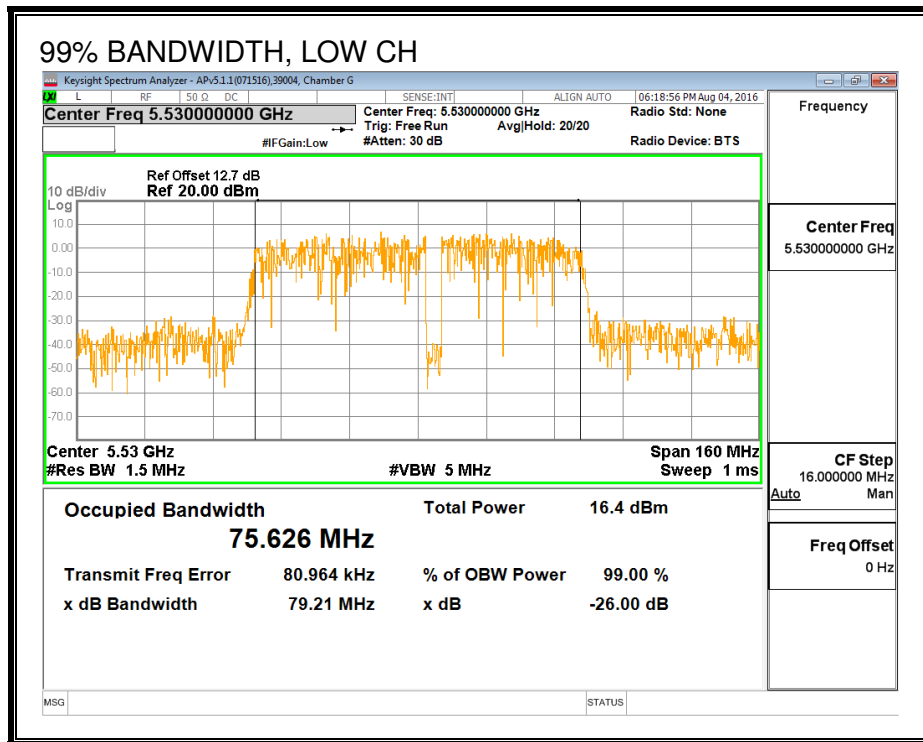 99% BANDWIDTH, LOW CH
Keysight Spectrum Analyzer - APv5.1.1(071516),39004, Chamber G
LXI L RF 50 Ω DC SENSE:INT ALIGN AUTO 06:18:56 PM Aug 04, 2016
Center Freq 5.530000000 GHz
Center Freq: 5.530000000 GHz Radio Std: None
Trig: Free Run Avg|Hold: 20/20
#IFGain:Low #Atten: 30 dB Radio Device: BTS
Ref Offset 12.7 dB
10 dB/div Ref 20.00 dBm
Log
10.0
0.00
-10.0
-20.0
-30.0
-40.0
-50.0
-60.0
-70.0
Center 5.53 GHz Span 160 MHz
#Res BW 1.5 MHz #VBW 5 MHz Sweep 1 ms
Occupied Bandwidth Total Power 16.4 dBm
75.626 MHz
Transmit Freq Error 80.964 kHz % of OBW Power 99.00 %
x dB Bandwidth 79.21 MHz x dB -26.00 dB
MSG STATUS
Frequency
Center Freq
5.530000000 GHz
CF Step
16.000000 MHz
Auto Man
Freq Offset
0 Hz